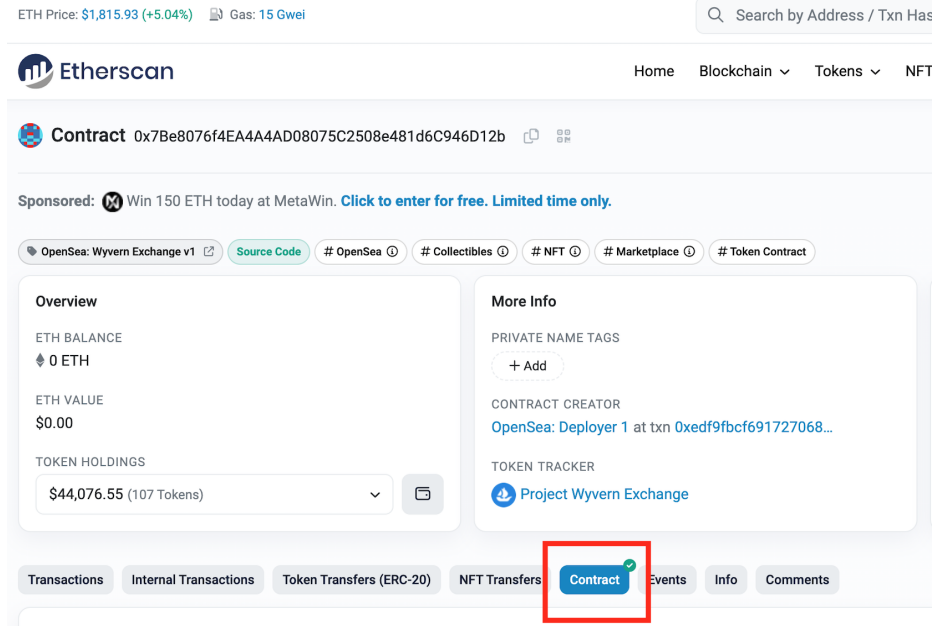 ETH Price: $1,815.93 (+5.04%) Gas: 15 Gwei
Search by Address / Txn Has
Etherscan
Home Blockchain Tokens NFT
Contract 0x7Be8076f4EA4A4AD08075C2508e481d6C946D12b
Sponsored: Win 150 ETH today at MetaWin. Click to enter for free. Limited time only.
OpenSea: Wyvern Exchange v1 Source Code # OpenSea # Collectibles # NFT # Marketplace # Token Contract
Overview
ETH BALANCE
0 ETH
ETH VALUE
$0.00
TOKEN HOLDINGS
$44,076.55 (107 Tokens)
More Info
PRIVATE NAME TAGS
+ Add
CONTRACT CREATOR
OpenSea: Deployer 1 at txn 0xedf9fbcf691727068...
TOKEN TRACKER
Project Wyvern Exchange
Transactions Internal Transactions Token Transfers (ERC-20) NFT Transfers Contract Events Info Comments